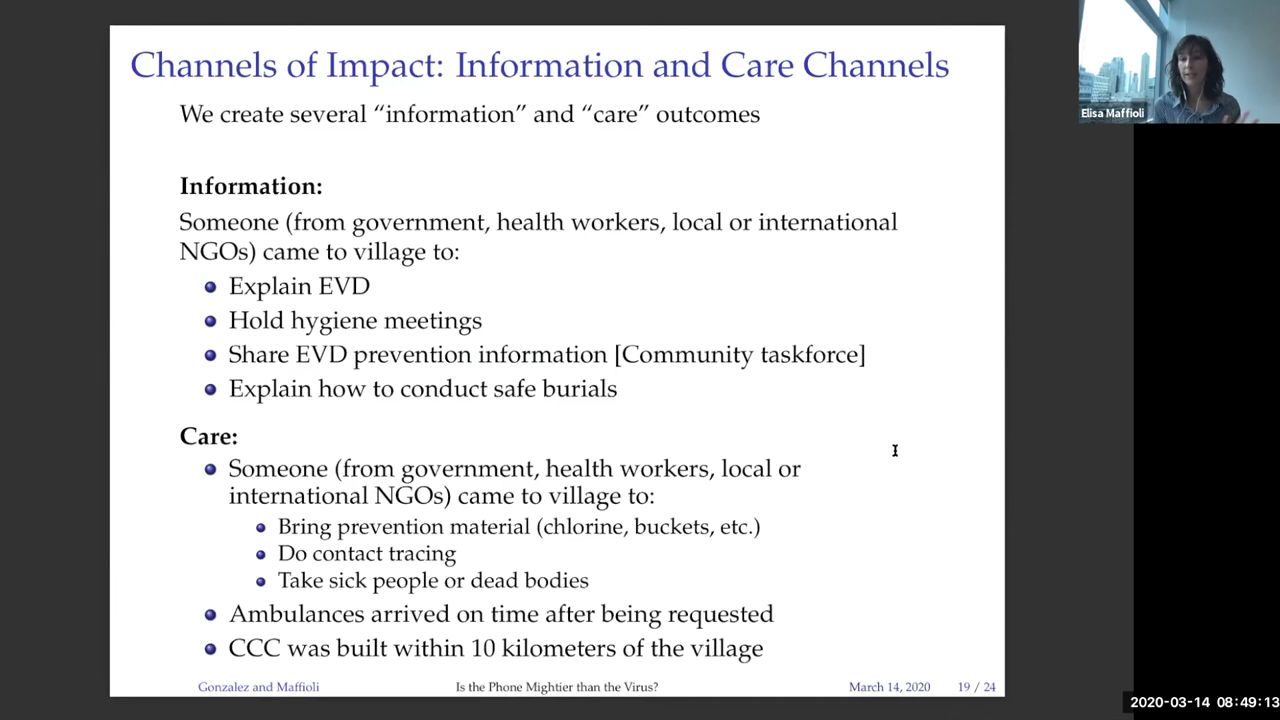 Channels of Impact: Information and Care Channels
We create several “information” and “care” outcomes
Information:
Someone (from government, health workers, local or international
NGOs) came to village to:
Explain EVD
Hold hygiene meetings
Share EVD prevention information [Community taskforce]
Explain how to conduct safe burials
Care:
Someone (from government, health workers, local or
international NGOs) came to village to:
Bring prevention material (chlorine, buckets, etc.)
Do contact tracing
Take sick people or dead bodies
Ambulances arrived on time after being requested
CCC was built within 10 kilometers of the village
Gonzalez and Maffioli Is the Phone Mightier than the Virus? March 14, 2020 19 / 24
Elisa Maffioli
2020-03-14 08:49:13